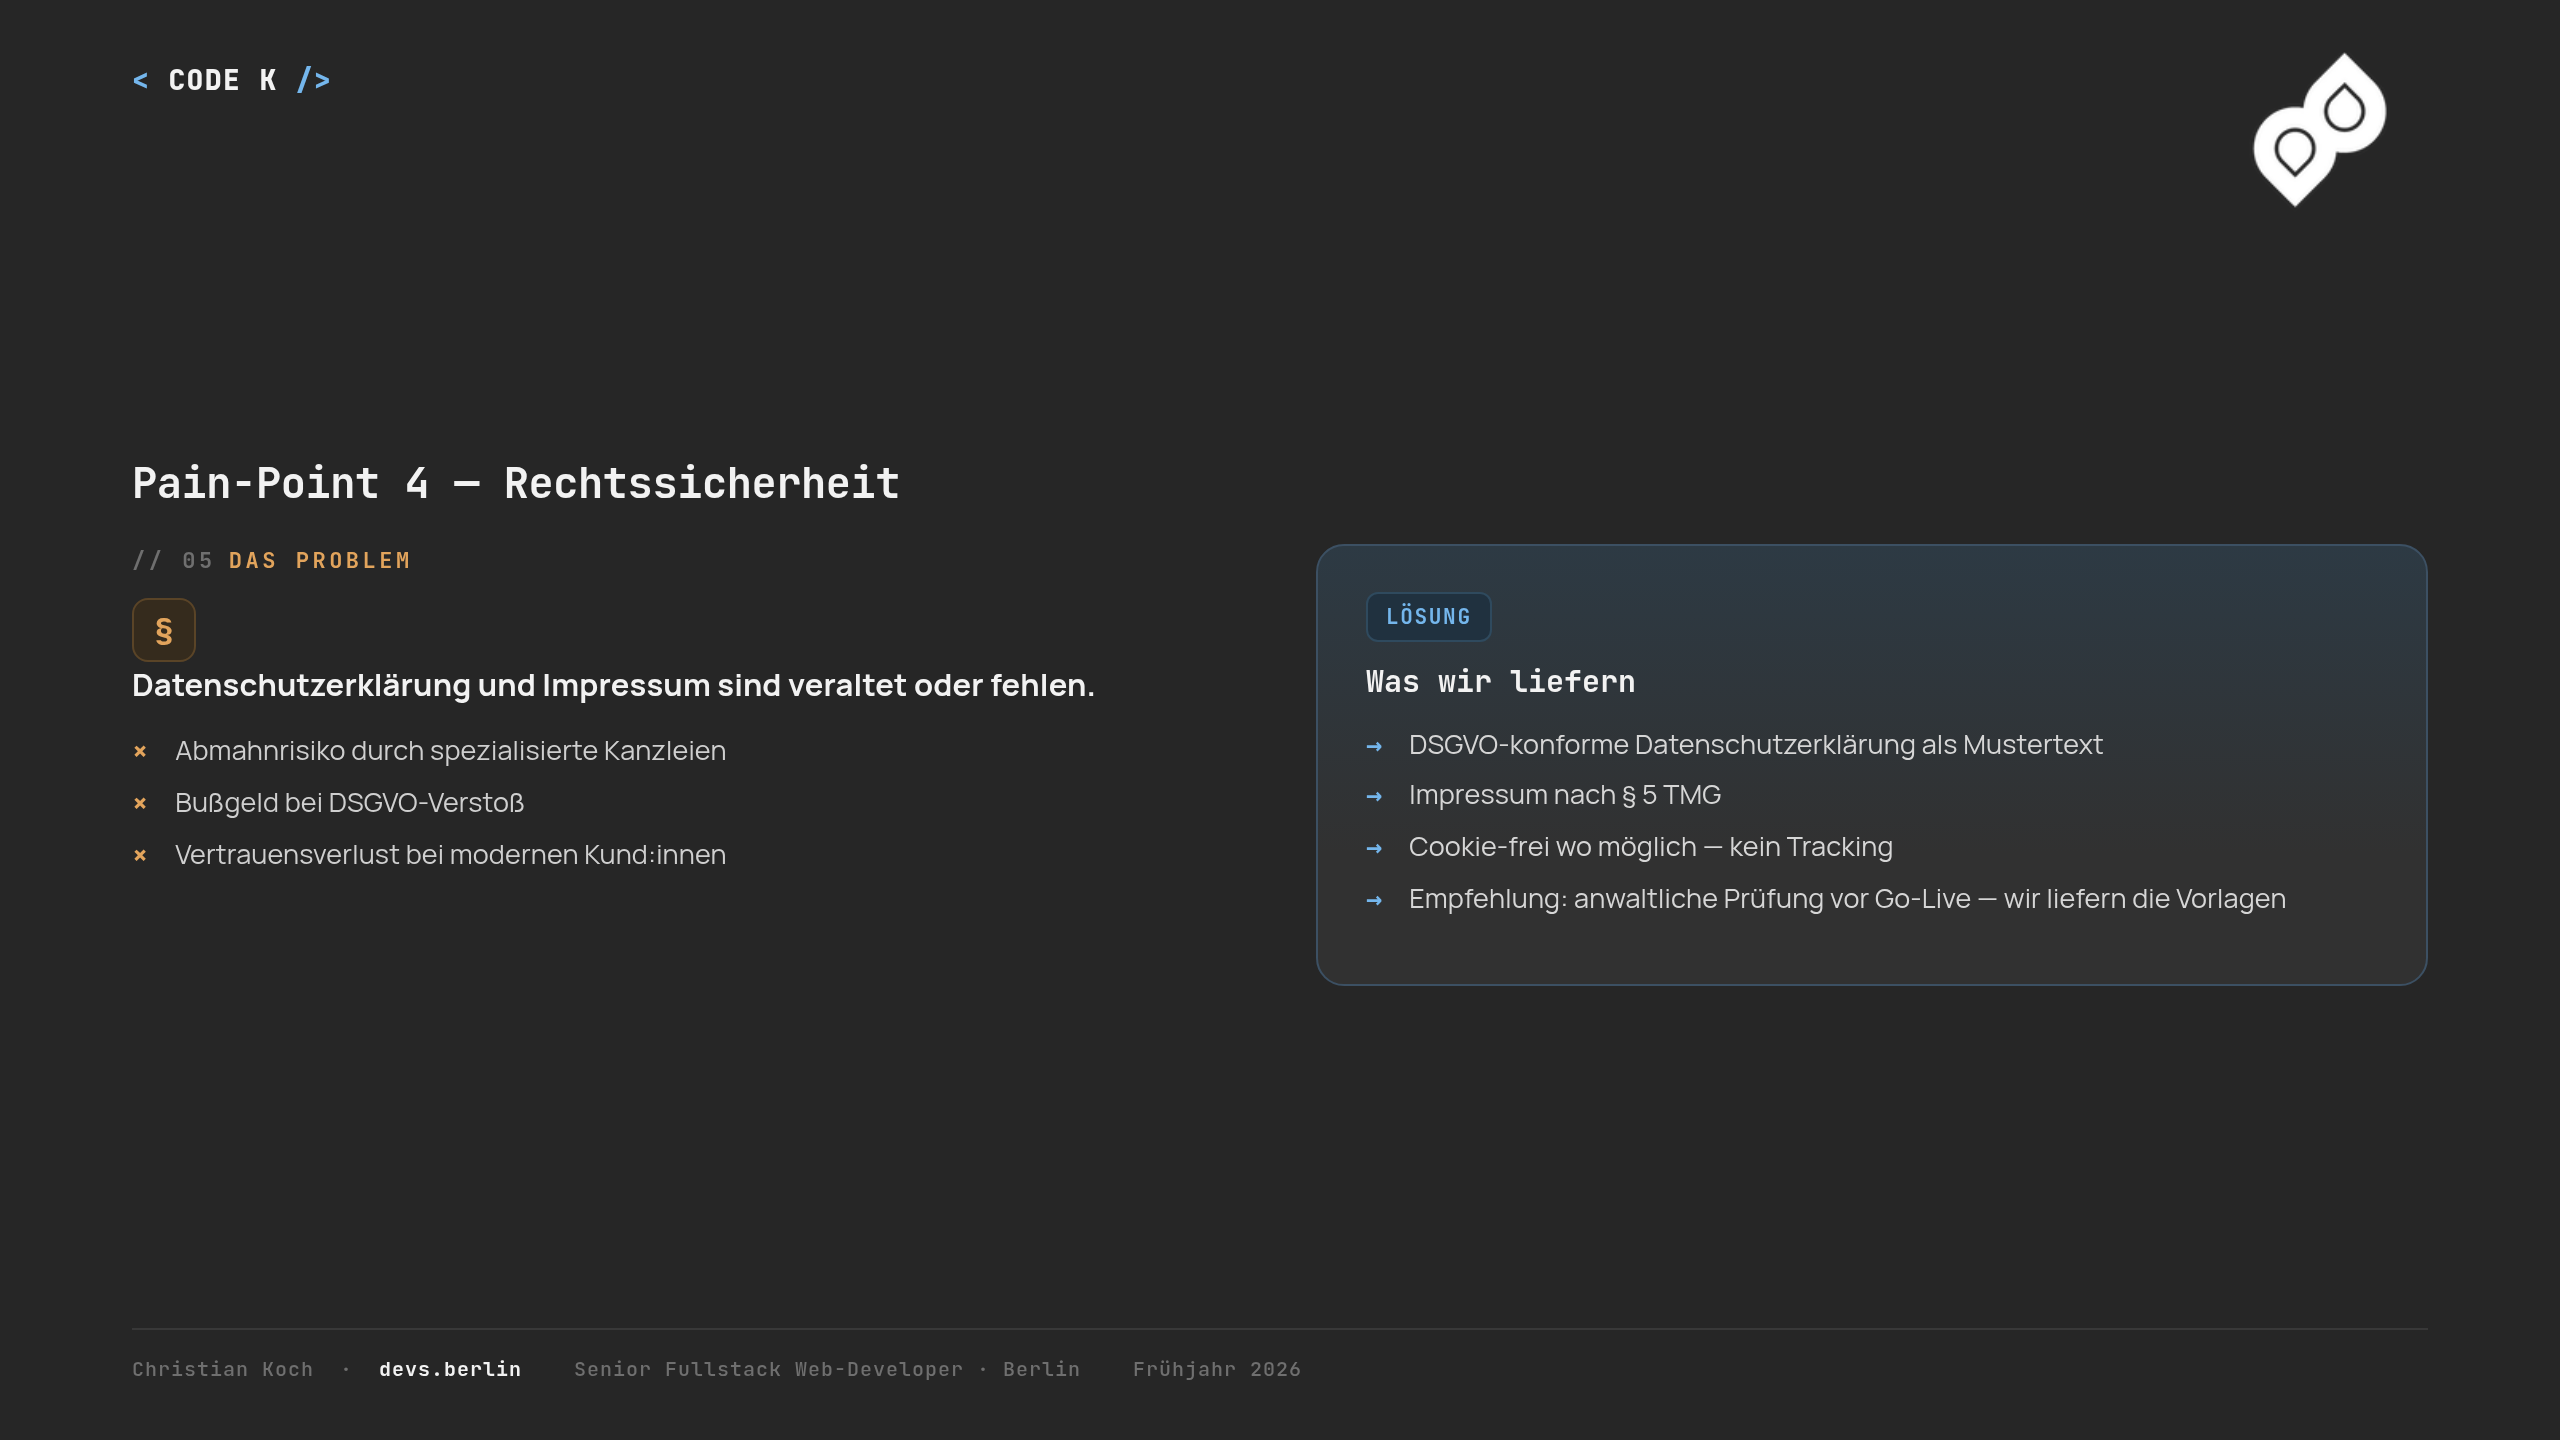 < CODE K />
Pain-Point 4 — Rechtssicherheit
// 05 DAS PROBLEM
§
Datenschutzerklärung und Impressum sind veraltet oder fehlen.
× Abmahnrisiko durch spezialisierte Kanzleien
× Bußgeld bei DSGVO-Verstoß
× Vertrauensverlust bei modernen Kund:innen
LÖSUNG
Was wir liefern
→ DSGVO-konforme Datenschutzerklärung als Mustertext
→ Impressum nach § 5 TMG
→ Cookie-frei wo möglich — kein Tracking
→ Empfehlung: anwaltliche Prüfung vor Go-Live — wir liefern die Vorlagen
Christian Koch · devs.berlin Senior Fullstack Web-Developer · Berlin Frühjahr 2026